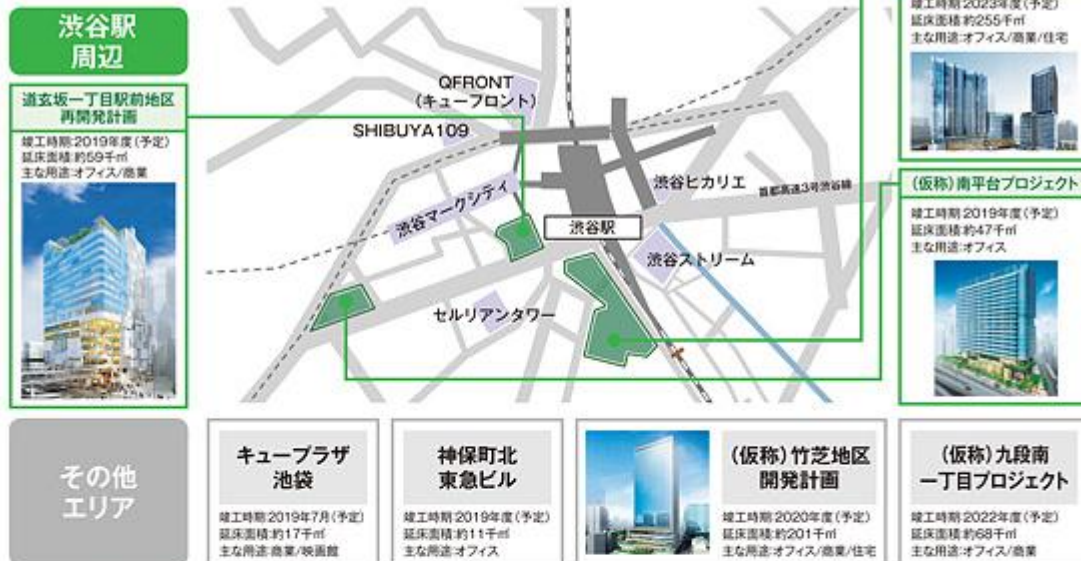 渋谷駅
周辺
道玄坂一丁目駅前地区
再開発計画
竣工時期:2019年度(予定)
延床面積:約59千㎡
主な用途:オフィス/商業
QFRONT
(キューフロント)
SHIBUYA109
渋谷マークシティ
渋谷ヒカリエ
首都高速3号渋谷線
渋谷駅
渋谷ストリーム
セルリアンタワー
竣工時期:2023年度(予定)
延床面積:約255千㎡
主な用途:オフィス/商業/住宅
(仮称)南平台プロジェクト
竣工時期:2019年度(予定)
延床面積:約47千㎡
主な用途:オフィス
その他
エリア
キュープラザ
池袋
竣工時期:2019年7月(予定)
延床面積:約17千㎡
主な用途:商業/映画館
神保町北
東急ビル
竣工時期:2019年度(予定)
延床面積:約11千㎡
主な用途:オフィス
(仮称)竹芝地区
開発計画
竣工時期:2020年度(予定)
延床面積:約201千㎡
主な用途:オフィス/商業/住宅
(仮称)九段南
一丁目プロジェクト
竣工時期:2022年度(予定)
延床面積:約68千㎡
主な用途:オフィス/商業